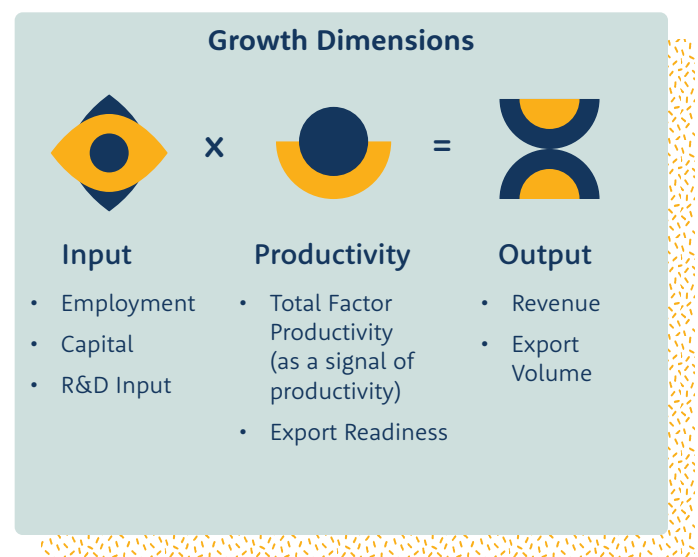 Growth Dimensions
x
=
Input
• Employment
• Capital
• R&D Input
Productivity
• Total Factor
Productivity
(as a signal of
productivity)
• Export Readiness
Output
• Revenue
• Export
Volume